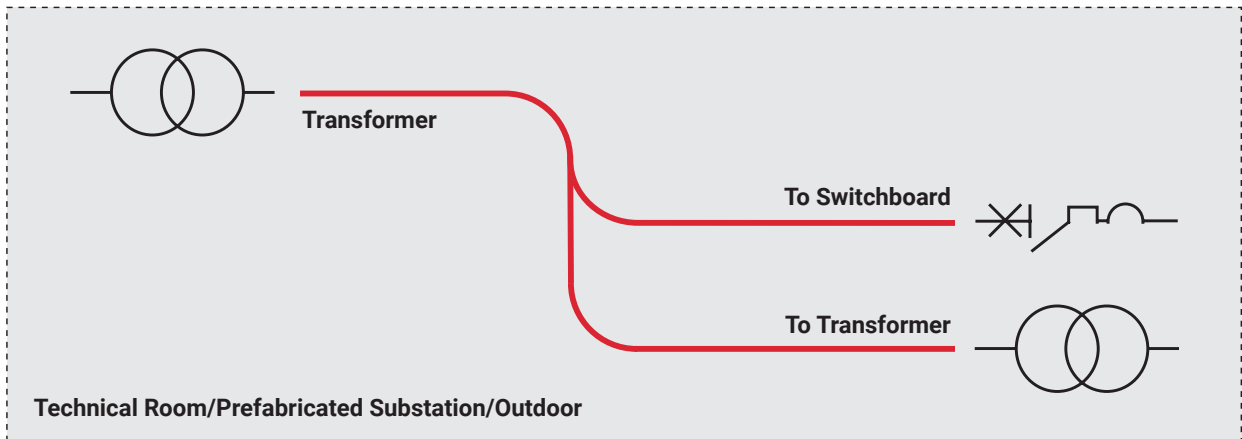 Transformer
To Switchboard
To Transformer
Technical Room/Prefabricated Substation/Outdoor